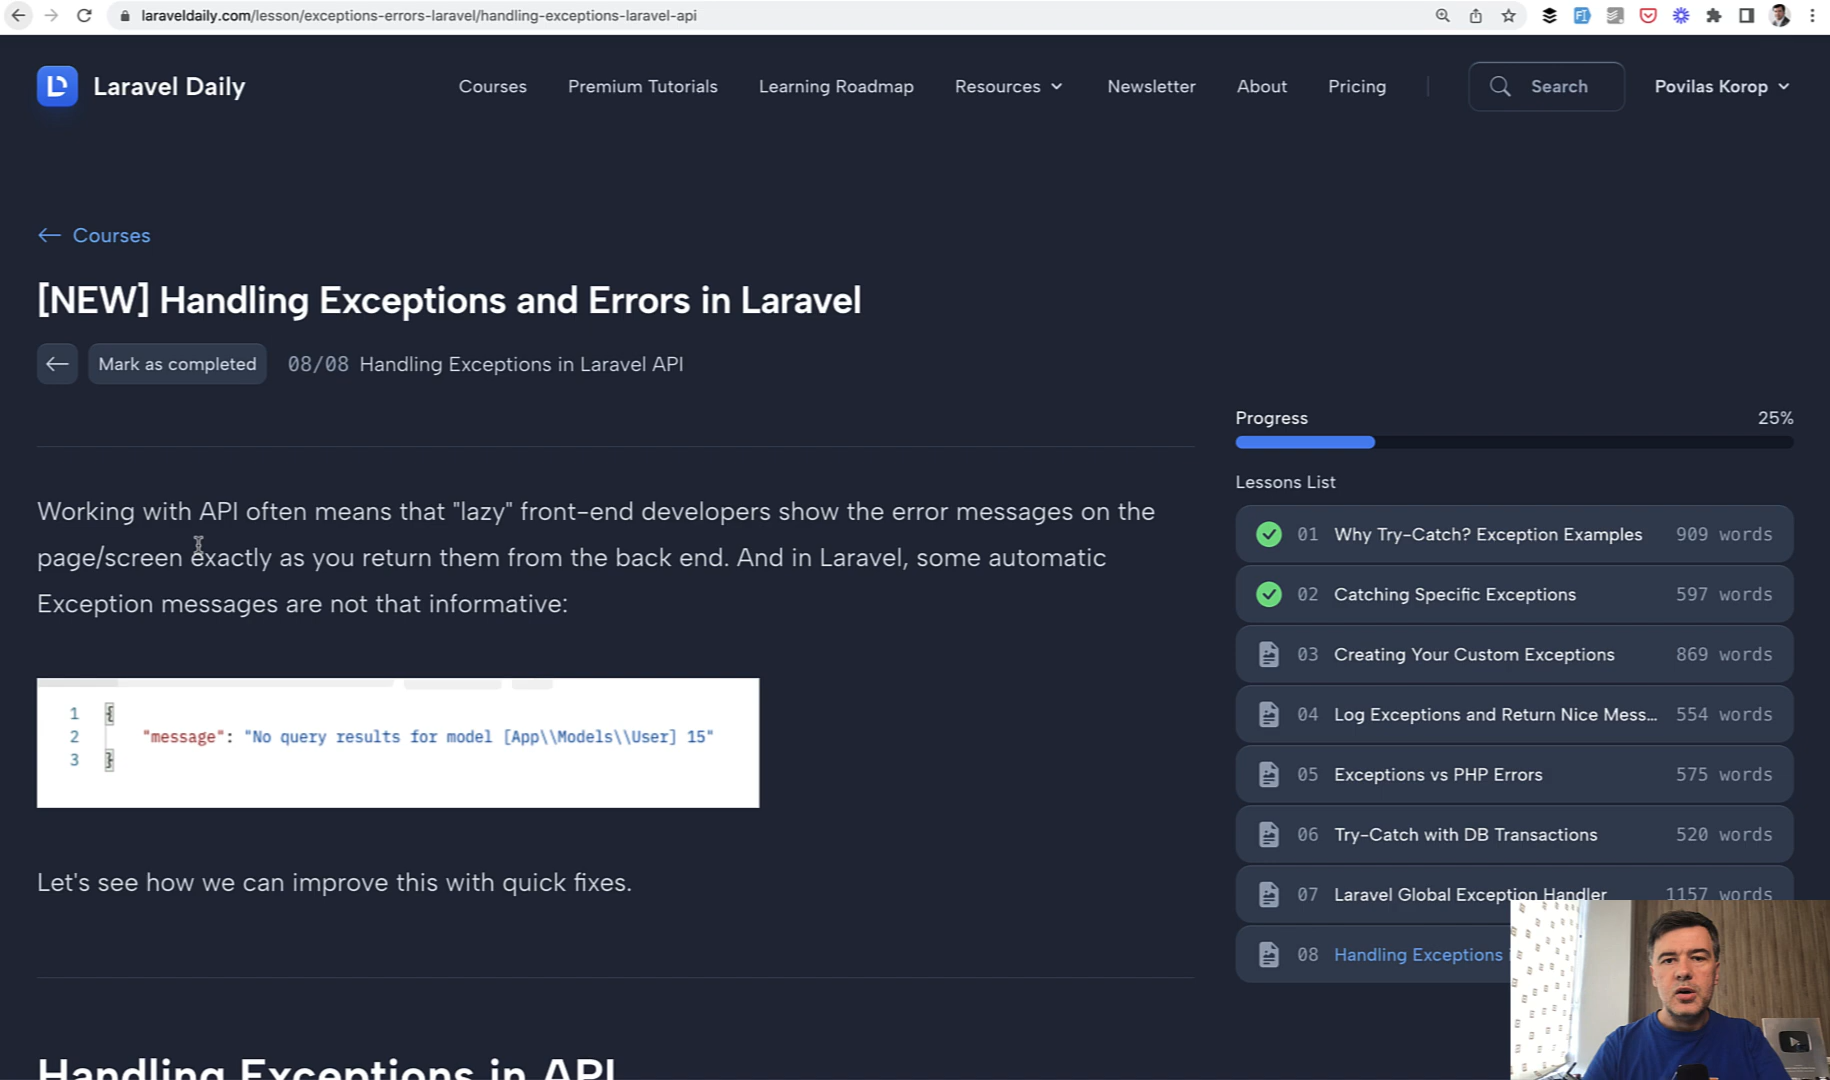 laraveldaily.com/lesson/exceptions-errors-laravel/handling-exceptions-laravel-api
Laravel Daily
Courses
Premium Tutorials
Learning Roadmap
Resources
Newsletter
About
Pricing
Search
Povilas Korop
Courses
[NEW] Handling Exceptions and Errors in Laravel
Mark as completed
08/08 Handling Exceptions in Laravel API
Working with API often means that "lazy" front-end developers show the error messages on the
page/screen exactly as you return them from the back end. And in Laravel, some automatic
Exception messages are not that informative:
1 {
2 "message": "No query results for model [App\\Models\\User] 15"
3 }
Let's see how we can improve this with quick fixes.
Handling Exceptions in API
Progress 25%
Lessons List
01 Why Try-Catch? Exception Examples 909 words
02 Catching Specific Exceptions 597 words
03 Creating Your Custom Exceptions 869 words
04 Log Exceptions and Return Nice Mess... 554 words
05 Exceptions vs PHP Errors 575 words
06 Try-Catch with DB Transactions 520 words
07 Laravel Global Exception Handler 1157 words
08 Handling Exceptions